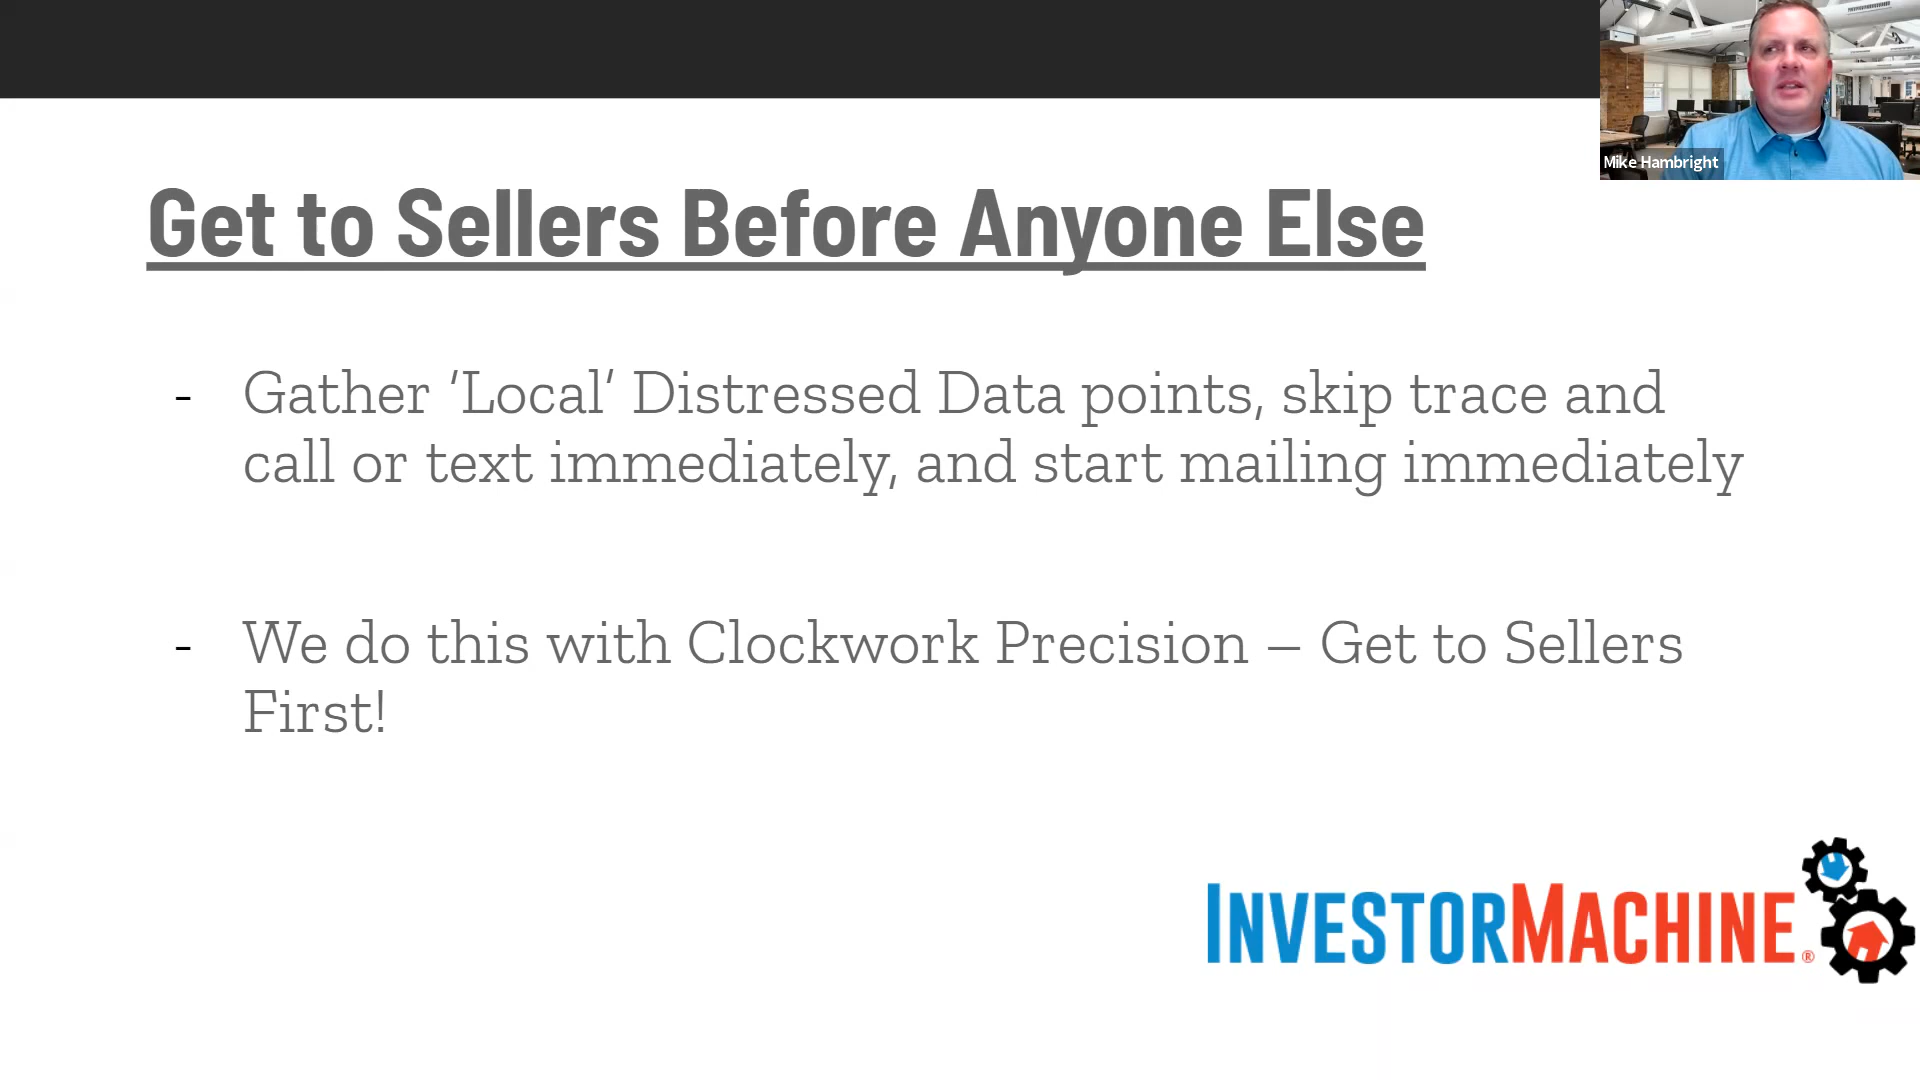 Mike Hambright
Get to Sellers Before Anyone Else
- Gather ‘Local’ Distressed Data points, skip trace and
call or text immediately, and start mailing immediately
- We do this with Clockwork Precision – Get to Sellers
First!
INVESTORMACHINE®